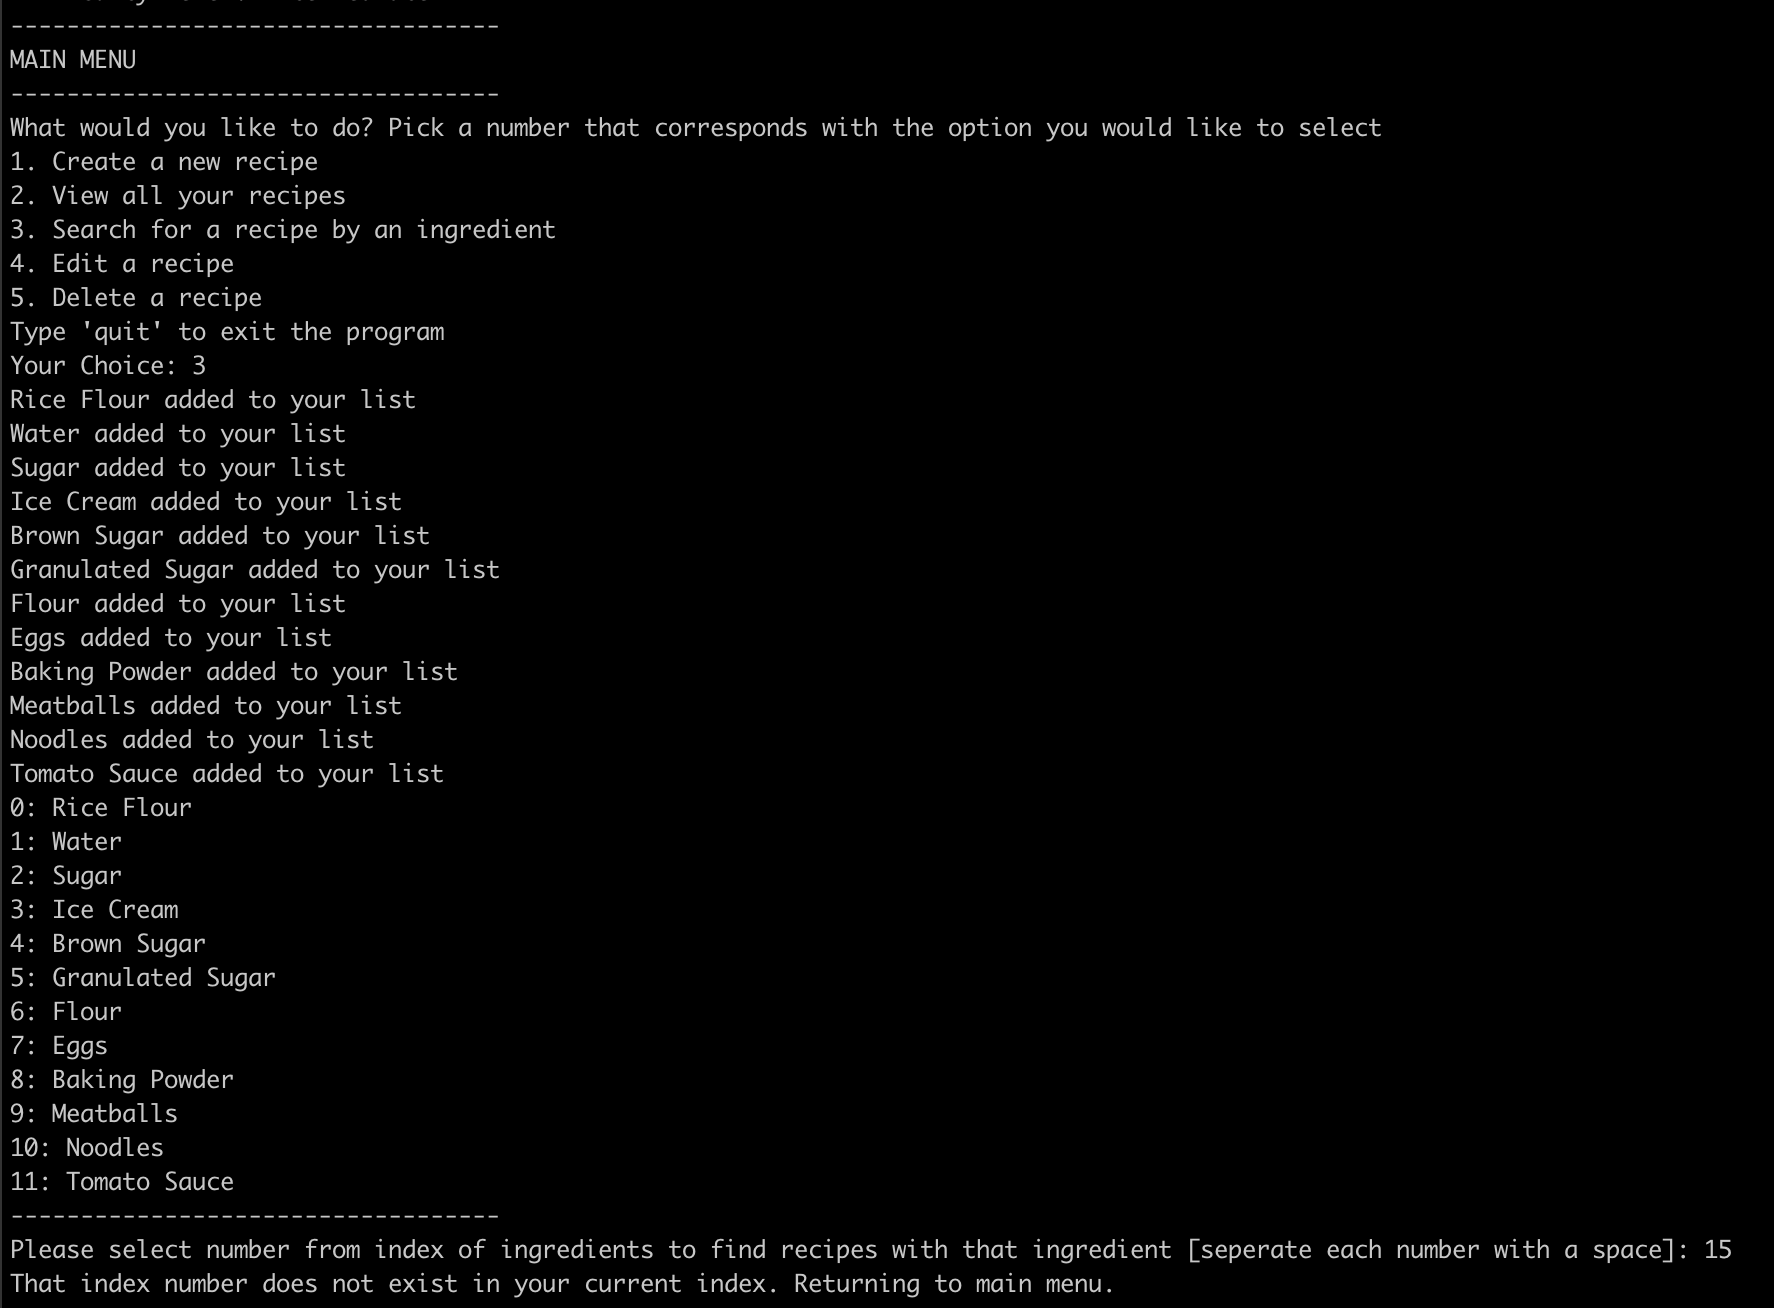 -----------------------------------
MAIN MENU
-----------------------------------
What would you like to do? Pick a number that corresponds with the option you would like to select
1. Create a new recipe
2. View all your recipes
3. Search for a recipe by an ingredient
4. Edit a recipe
5. Delete a recipe
Type 'quit' to exit the program
Your Choice: 3
Rice Flour added to your list
Water added to your list
Sugar added to your list
Ice Cream added to your list
Brown Sugar added to your list
Granulated Sugar added to your list
Flour added to your list
Eggs added to your list
Baking Powder added to your list
Meatballs added to your list
Noodles added to your list
Tomato Sauce added to your list
0: Rice Flour
1: Water
2: Sugar
3: Ice Cream
4: Brown Sugar
5: Granulated Sugar
6: Flour
7: Eggs
8: Baking Powder
9: Meatballs
10: Noodles
11: Tomato Sauce
-----------------------------------
Please select number from index of ingredients to find recipes with that ingredient [seperate each number with a space]: 15
That index number does not exist in your current index. Returning to main menu.